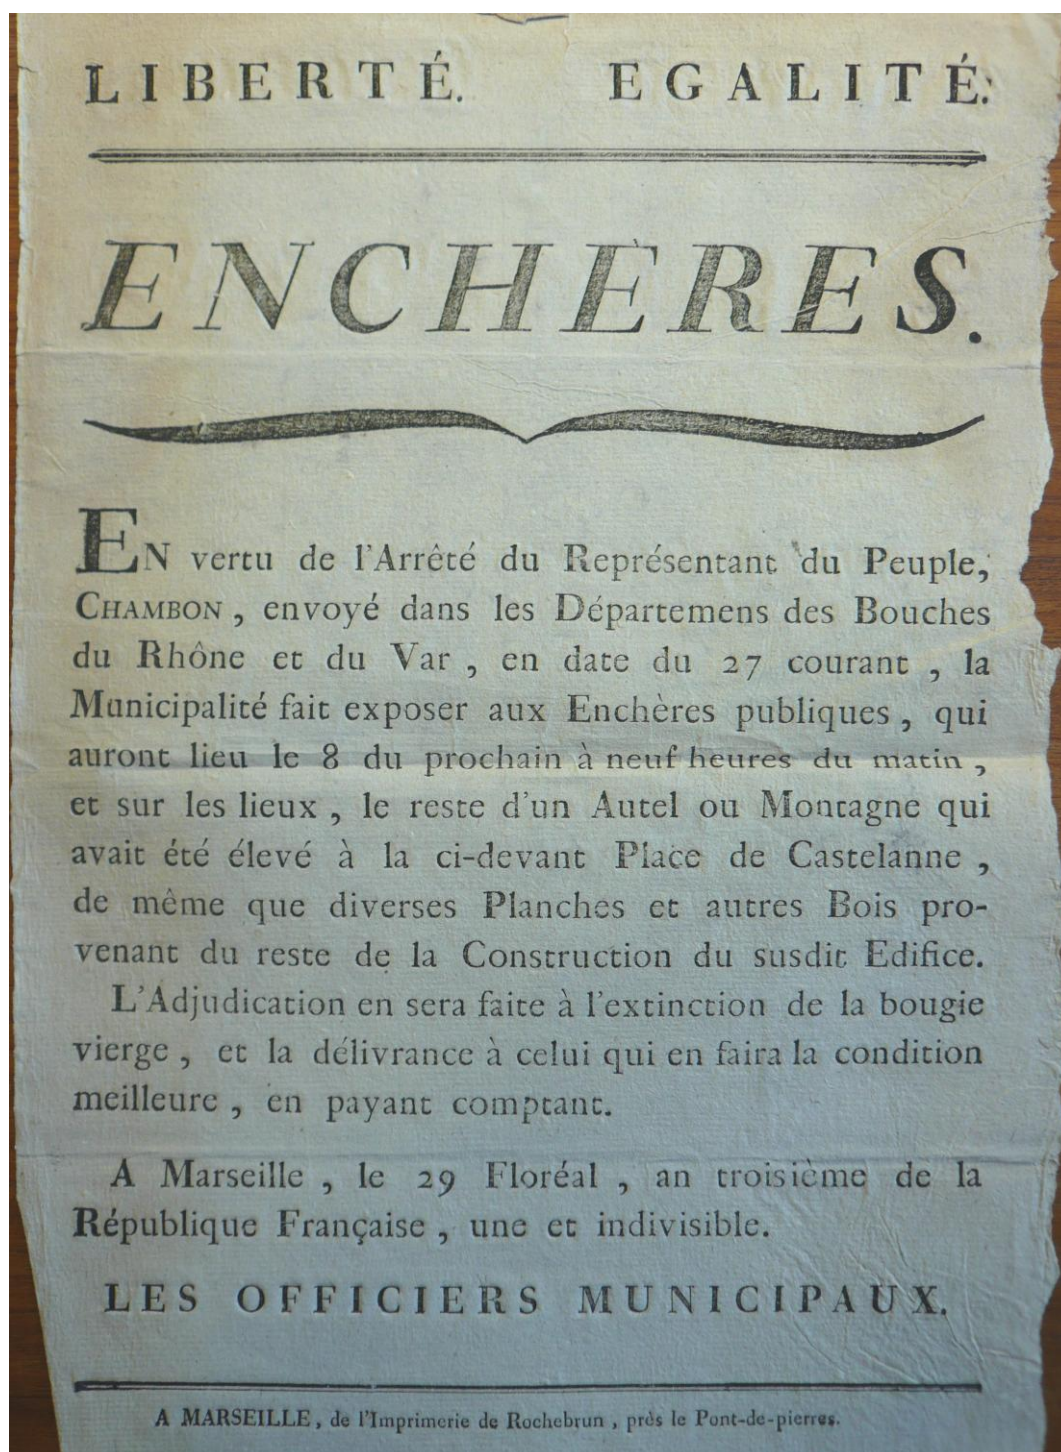 LIBERTÉ. EGALITÉ.
ENCHÈRES.
EN vertu de l'Arrêté du Représentant du Peuple,
CHAMBON, envoyé dans les Départemens des Bouches
du Rhône et du Var, en date du 27 courant, la
Municipalité fait exposer aux Enchères publiques, qui
auront lieu le 8 du prochain à neuf heures du matin,
et sur les lieux, le reste d'un Autel ou Montagne qui
avait été élevé à la ci-devant Place de Castelanne,
de même que diverses Planches et autres Bois pro-
venant du reste de la Construction du susdit Edifice.
L'Adjudication en sera faite à l'extinction de la bougie
vierge, et la délivrance à celui qui en faira la condition
meilleure, en payant comptant.
A Marseille, le 29 Floréal, an troisième de la
République Française, une et indivisible.
LES OFFICIERS MUNICIPAUX.
A MARSEILLE, de l'Imprimerie de Rochebrun, près le Pont-de-pierres.